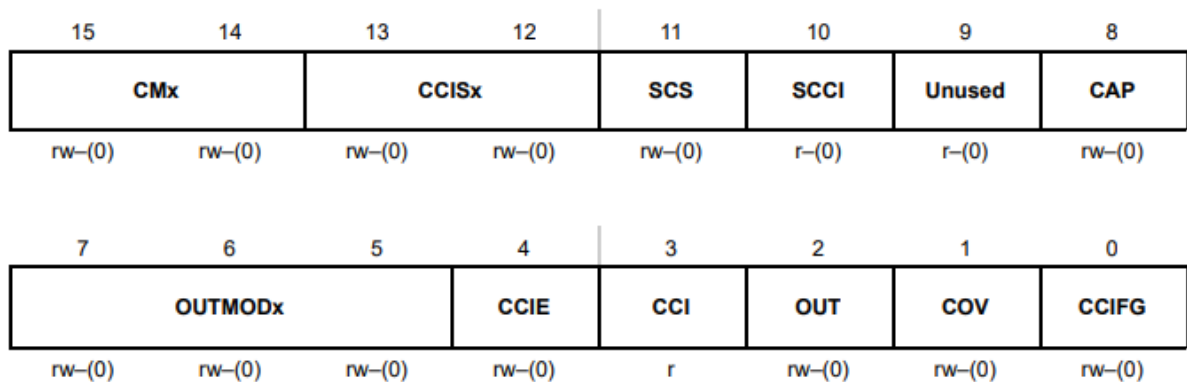 15 14 13 12 11 10 9 8
CMx CCISx SCS SCCI Unused CAP
rw–(0) rw–(0) rw–(0) rw–(0) rw–(0) r–(0) r–(0) rw–(0)
7 6 5 4 3 2 1 0
OUTMODx CCIE CCI OUT COV CCIFG
rw–(0) rw–(0) rw–(0) rw–(0) r rw–(0) rw–(0) rw–(0)